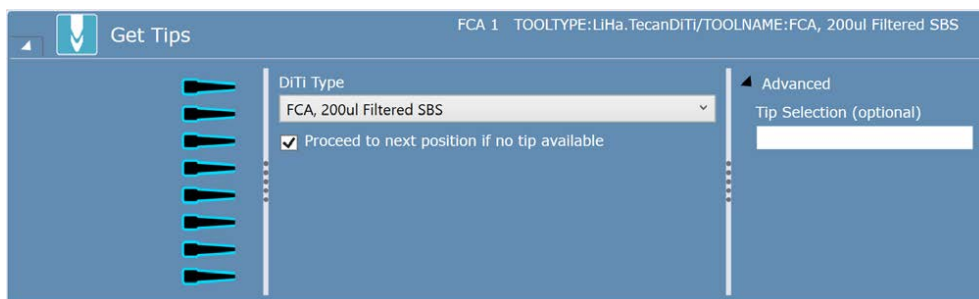 Get Tips
FCA 1 TOOLTYPE:LiHa.TecanDiTi/TOOLNAME:FCA, 200ul Filtered SBS
DiTi Type
FCA, 200ul Filtered SBS
Proceed to next position if no tip available
Advanced
Tip Selection (optional)